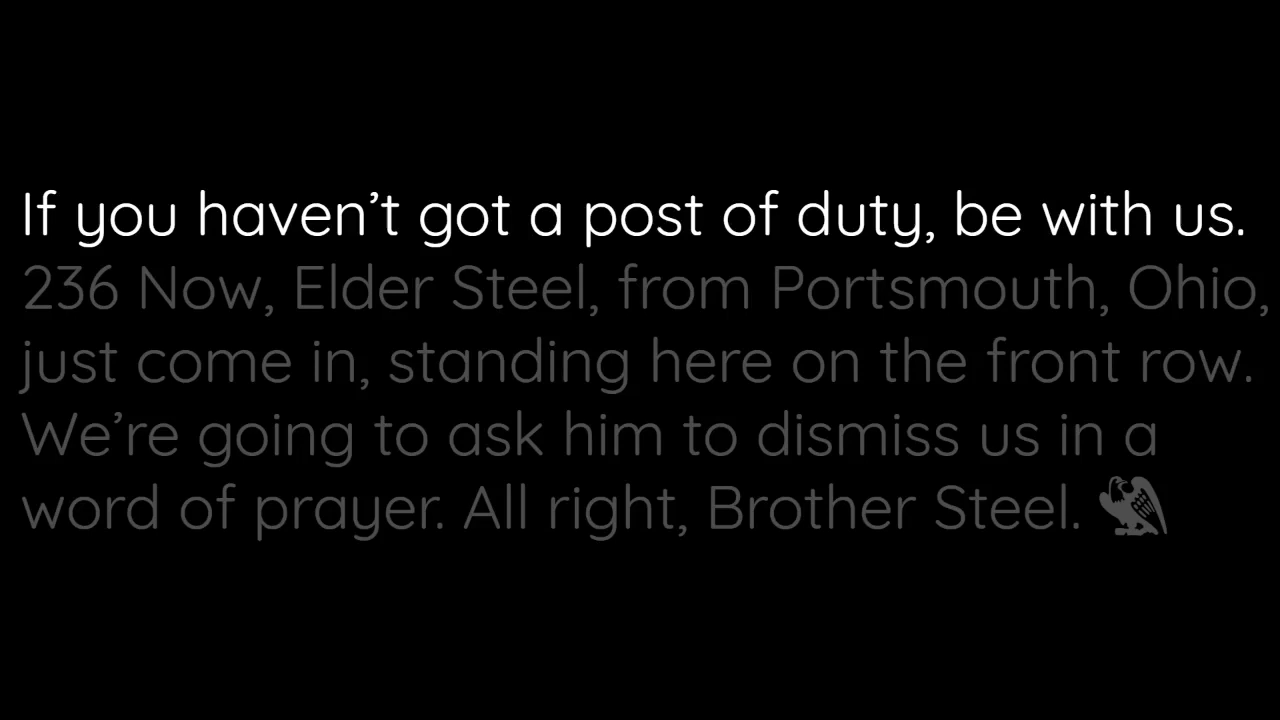 If you haven’t got a post of duty, be with us.
236 Now, Elder Steel, from Portsmouth, Ohio,
just come in, standing here on the front row.
We’re going to ask him to dismiss us in a
word of prayer. All right, Brother Steel.